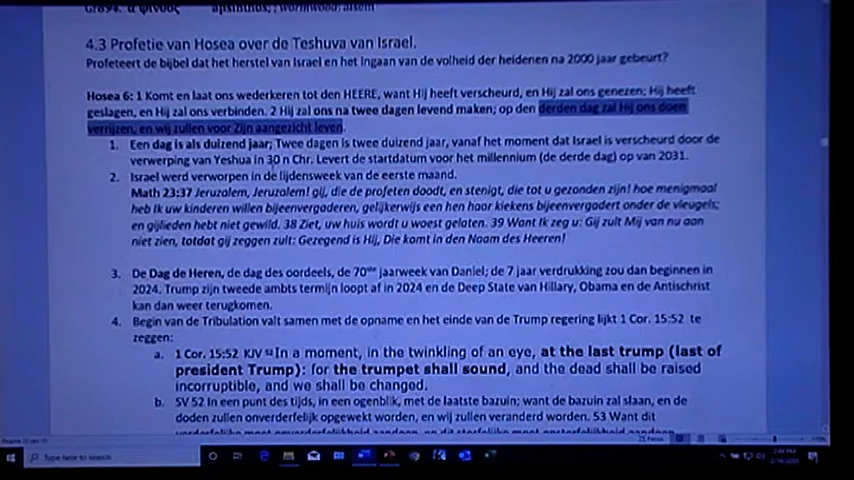 apsinthos; ; wormwood: alsem
4.3 Profetie van Hosea over de Teshuva van Israel.
Profeteert de bijbel dat het herstel van Israel en het ingaan van de volheid der heidenen na 2000 jaar gebeurt?
Hosea 6: 1 Komt en laat ons wederkeren tot den HEERE, want Hij heeft verscheurd, en Hij zal ons genezen; Hij heeft
geslagen, en Hij zal ons verbinden. 2 Hij zal ons na twee dagen levend maken; op den derden dag zal Hij ons doen
verrijzen, en wij zullen voor Zijn aangezicht leven.
1. Een dag is als duizend jaar; Twee dagen is twee duizend jaar, vanaf het moment dat Israel is verscheurd door de
verwerping van Yeshua in 30 n Chr. Levert de startdatum voor het millennium (de derde dag) op van 2031.
2. Israel werd verworpen in de lijdensweek van de eerste maand.
Math 23:37 Jeruzalem, Jeruzalem! gij, die de profeten doodt, en stenigt, die tot u gezonden zijn! hoe menigmaal
heb Ik uw kinderen willen bijeenvergaderen, gelijkerwijs een hen haar kiekens bijeenvergadert onder de vleugels;
en gijlieden hebt niet gewild. 38 Ziet, uw huis wordt u woest gelaten. 39 Want Ik zeg u: Gij zult Mij van nu aan
niet zien, totdat gij zeggen zult: Gezegend is Hij, Die komt in den Naam des Heeren!
3. De Dag de Heren, de dag des oordeels, de 70ste jaarweek van Daniel; de 7 jaar verdrukking zou dan beginnen in
2024. Trump zijn tweede ambts termijn loopt af in 2024 en de Deep State van Hillary, Obama en de Antischrist
kan dan weer terugkomen.
4. Begin van de Tribulation valt samen met de opname en het einde van de Trump regering lijkt 1 Cor. 15:52 te
zeggen:
a. 1 Cor. 15:52 KJV 52 In a moment, in the twinkling of an eye, at the last trump (last of
president Trump): for the trumpet shall sound, and the dead shall be raised
incorruptible, and we shall be changed.
b. SV 52 In een punt des tijds, in een ogenblik, met de laatste bazuin; want de bazuin zal slaan, en de
doden zullen onverderfelijk opgewekt worden, en wij zullen veranderd worden. 53 Want dit
Focus
Type here to search